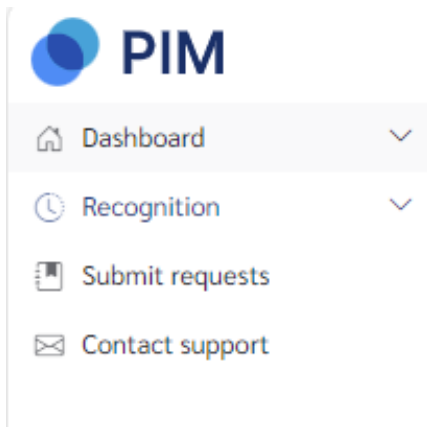 PIM
Dashboard
Recognition
Submit requests
Contact support